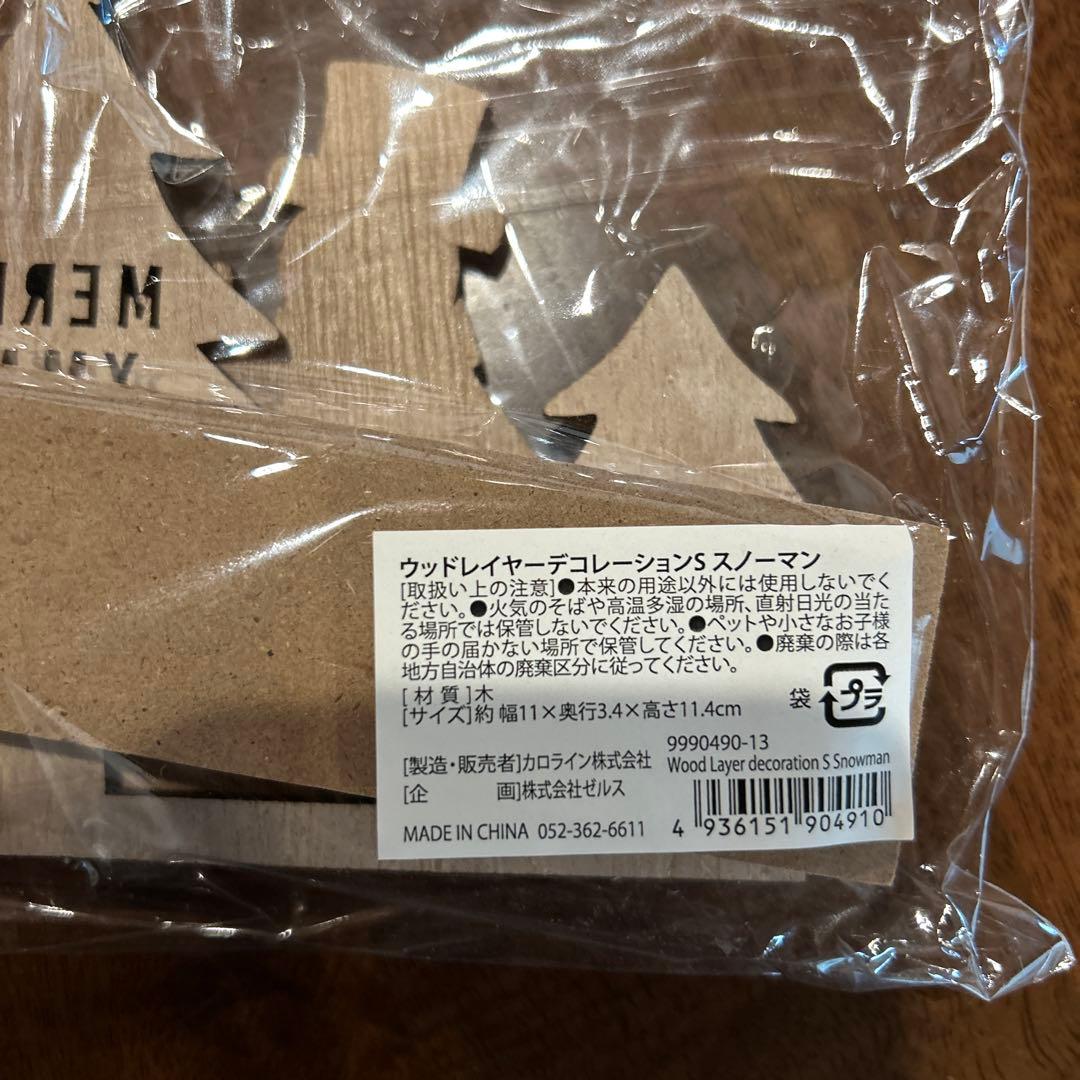 MER
ウッドレイヤーデコレーションS スノーマン
[取扱い上の注意]●本来の用途以外には使用しないでく
ださい。●火気のそばや高温多湿の場所、直射日光の当た
る場所では保管しないでください。●ペットや小さなお子様
の手の届かない場所で保管してください。●廃棄の際は各
地方自治体の廃棄区分に従ってください。
[材質]木
[サイズ]約 幅11×奥行3.4×高さ11.4cm
袋 プラ
9990490-13
[製造・販売者]カロライン株式会社
Wood Layer decoration S Snowman
[企 画]株式会社ゼルス
MADE IN CHINA 052-362-6611
4 936151 904910